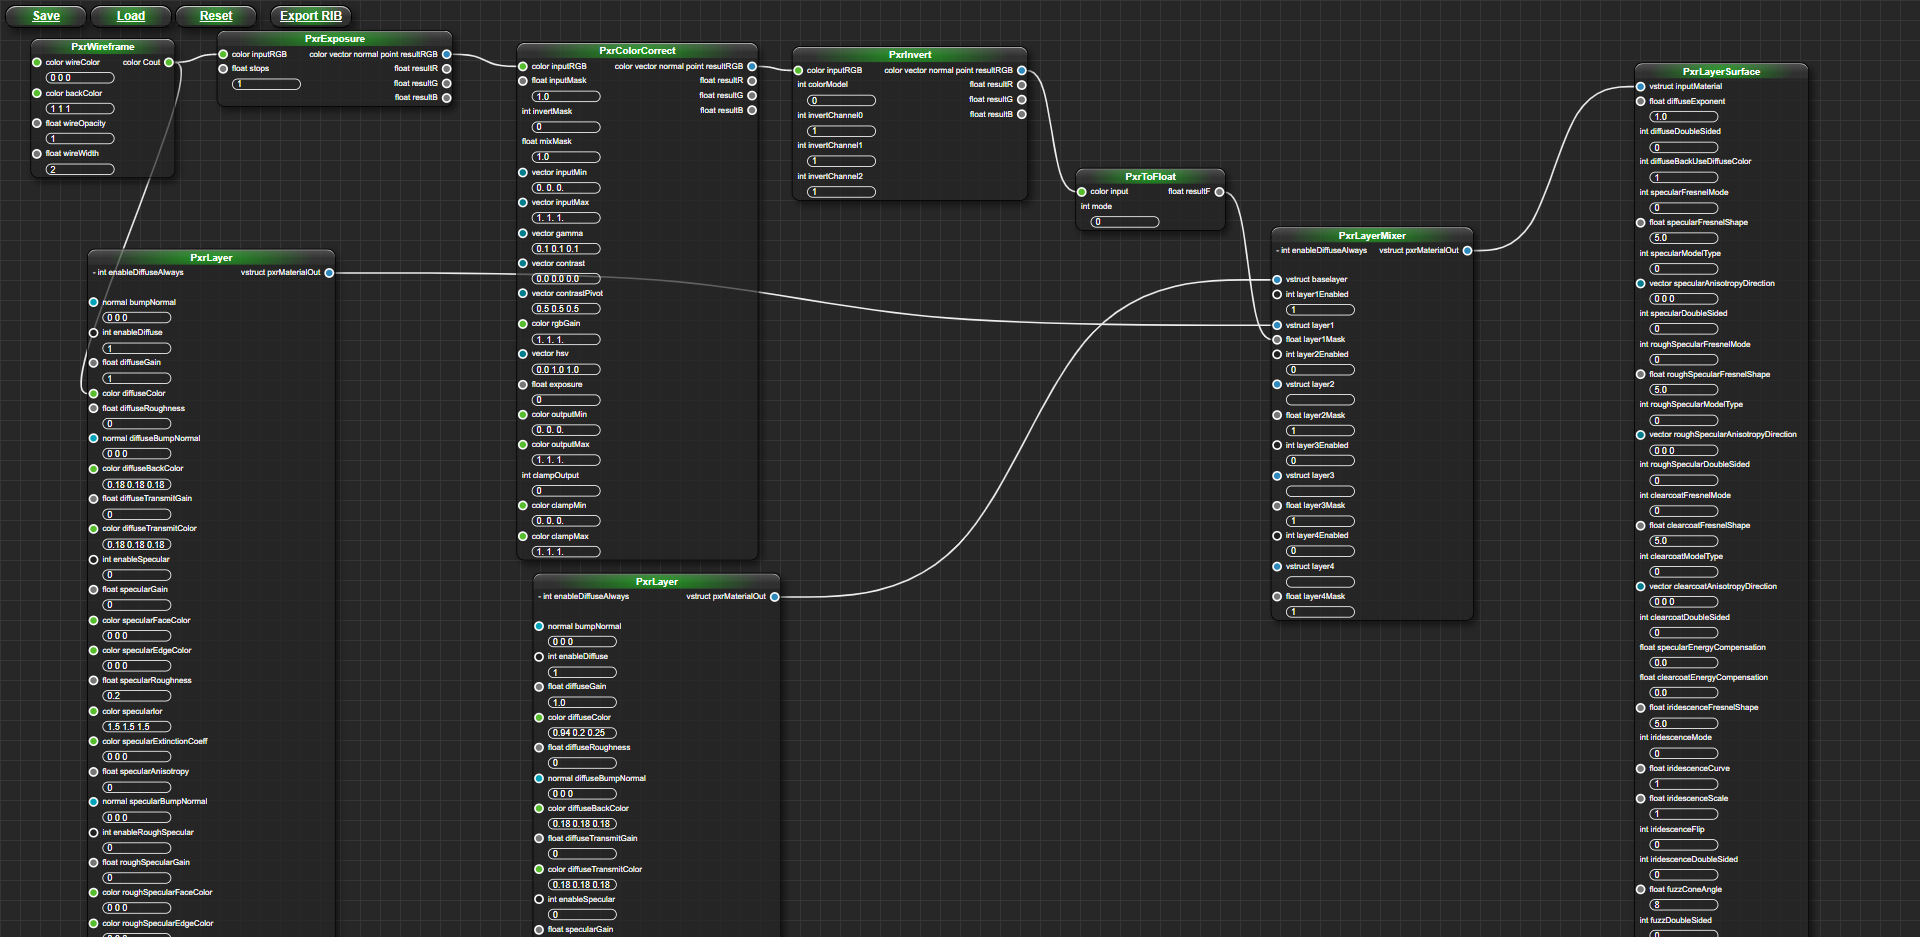 Save
Load
Reset
Export RIB
PxrWireframe
color wireColor
color Cout
0 0 0
color backColor
1 1 1
float wireOpacity
1
float wireWidth
2
PxrExposure
color inputRGB
color vector normal point resultRGB
float stops
float resultR
1
float resultG
float resultB
PxrColorCorrect
color inputRGB
color vector normal point resultRGB
float inputMask
float resultR
1.0
float resultG
int invertMask
float resultB
0
float mixMask
1.0
vector inputMin
0. 0. 0.
vector inputMax
1. 1. 1.
vector gamma
0.1 0.1 0.1
vector contrast
0.0 0.0 0.0
vector contrastPivot
0.5 0.5 0.5
color rgbGain
1. 1. 1.
vector hsv
0.0 1.0 1.0
float exposure
0
color outputMin
0. 0. 0.
color outputMax
1. 1. 1.
int clampOutput
0
color clampMin
0. 0. 0.
color clampMax
1. 1. 1.
PxrInvert
color inputRGB
color vector normal point resultRGB
int colorModel
float resultR
0
float resultG
int invertChannel0
float resultB
1
int invertChannel1
1
int invertChannel2
1
PxrToFloat
color input
float resultF
int mode
0
PxrLayer
- int enableDiffuseAlways
vstruct pxrMaterialOut
normal bumpNormal
0 0 0
int enableDiffuse
1
float diffuseGain
1
color diffuseColor
float diffuseRoughness
0
normal diffuseBumpNormal
0 0 0
color diffuseBackColor
0.18 0.18 0.18
float diffuseTransmitGain
0
color diffuseTransmitColor
0.18 0.18 0.18
int enableSpecular
0
float specularGain
0
color specularFaceColor
0 0 0
color specularEdgeColor
0 0 0
float specularRoughness
0.2
color specularIor
1.5 1.5 1.5
color specularExtinctionCoeff
0 0 0
float specularAnisotropy
0
normal specularBumpNormal
0 0 0
int enableRoughSpecular
0
float roughSpecularGain
0
color roughSpecularFaceColor
0 0 0
color roughSpecularEdgeColor
PxrLayer
- int enableDiffuseAlways
vstruct pxrMaterialOut
normal bumpNormal
0 0 0
int enableDiffuse
1
float diffuseGain
1.0
color diffuseColor
0.94 0.2 0.25
float diffuseRoughness
0
normal diffuseBumpNormal
0 0 0
color diffuseBackColor
0.18 0.18 0.18
float diffuseTransmitGain
0
color diffuseTransmitColor
0.18 0.18 0.18
int enableSpecular
0
float specularGain
PxrLayerMixer
- int enableDiffuseAlways
vstruct pxrMaterialOut
vstruct baselayer
int layer1Enabled
1
vstruct layer1
float layer1Mask
int layer2Enabled
0
vstruct layer2
float layer2Mask
1
int layer3Enabled
0
vstruct layer3
float layer3Mask
1
int layer4Enabled
0
vstruct layer4
float layer4Mask
1
PxrLayerSurface
vstruct inputMaterial
float diffuseExponent
1.0
int diffuseDoubleSided
0
int diffuseBackUseDiffuseColor
1
int specularFresnelMode
0
float specularFresnelShape
5.0
int specularModelType
0
vector specularAnisotropyDirection
0 0 0
int specularDoubleSided
0
int roughSpecularFresnelMode
0
float roughSpecularFresnelShape
5.0
int roughSpecularModelType
0
vector roughSpecularAnisotropyDirection
0 0 0
int roughSpecularDoubleSided
0
int clearcoatFresnelMode
0
float clearcoatFresnelShape
5.0
int clearcoatModelType
0
vector clearcoatAnisotropyDirection
0 0 0
int clearcoatDoubleSided
0
float specularEnergyCompensation
0.0
float clearcoatEnergyCompensation
0.0
float iridescenceFresnelShape
5.0
int iridescenceMode
0
float iridescenceCurve
1
float iridescenceScale
1
int iridescenceFlip
0
int iridescenceDoubleSided
0
float fuzzConeAngle
8
int fuzzDoubleSided